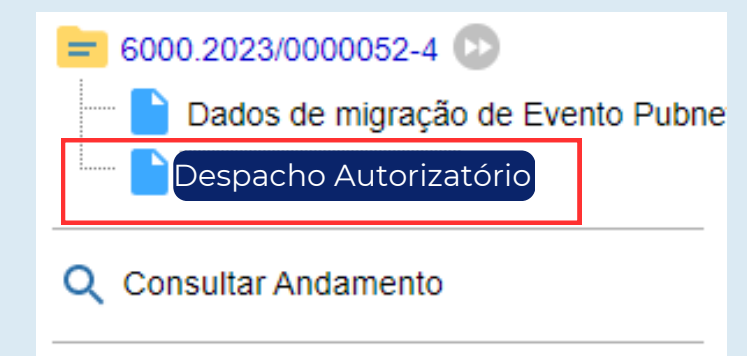 6000.2023/0000052-4
Dados de migração de Evento Pubne
Despacho Autorizatório
Consultar Andamento